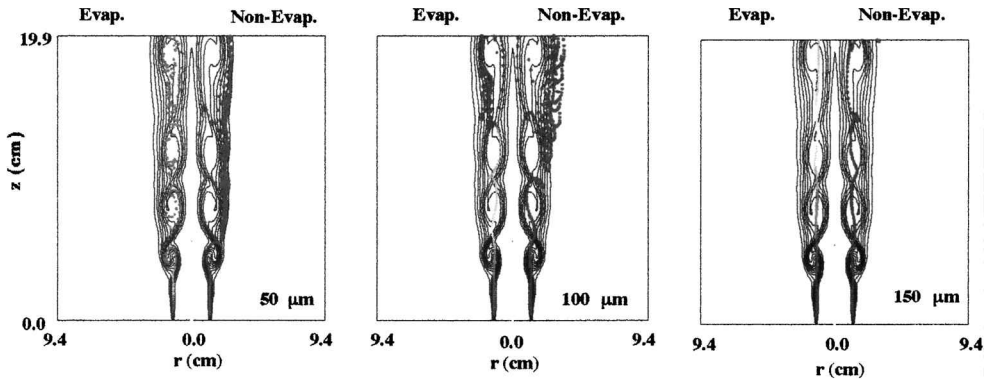 Evap. Non-Evap. Evap. Non-Evap. Evap. Non-Evap.
19.9
z (cm)
50 μm 100 μm 150 μm
0.0
9.4 0.0 9.4 9.4 0.0 9.4 9.4 0.0 9.4
r (cm) r (cm) r (cm)